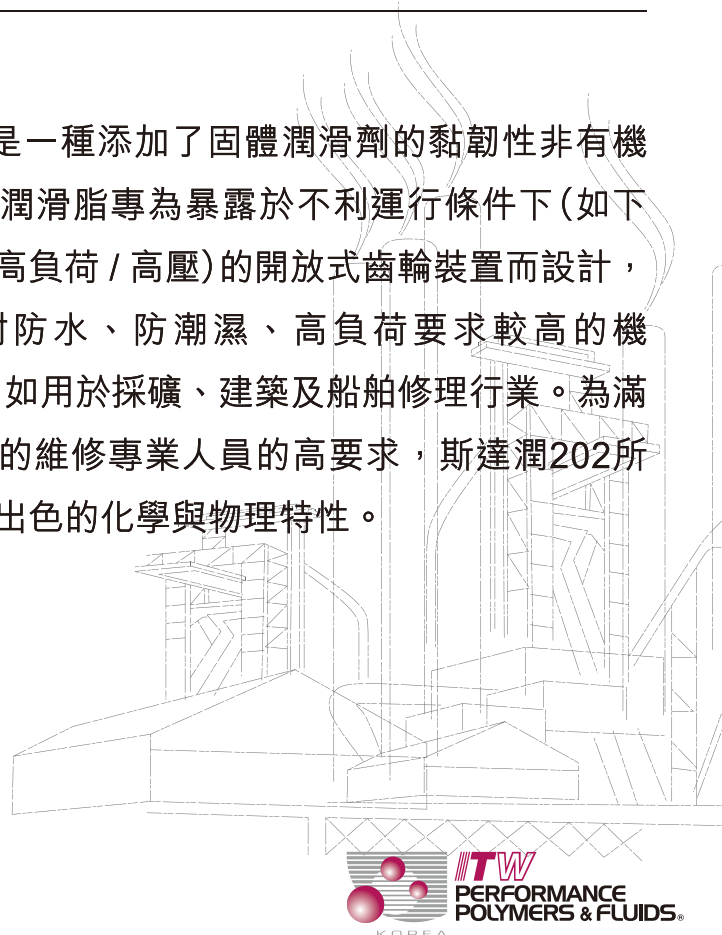 是一種添加了固體潤滑劑的黏韌性非有機
潤滑脂專為暴露於不利運行條件下(如下
高負荷 / 高壓)的開放式齒輪裝置而設計，
防水、防潮濕、高負荷要求較高的機
如用於採礦、建築及船舶修理行業。為滿
的維修專業人員的高要求，斯達潤202所
出色的化學與物理特性。
ITW
PERFORMANCE
POLYMERS & FLUIDS®
KOREA